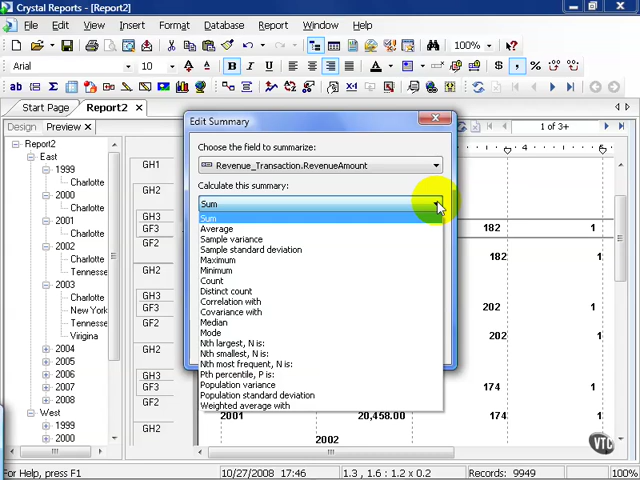 Crystal Reports - [Report2]
File Edit View Insert Format Database Report Window Help
100%
Arial 10 B I U A $ , %
ab
Start Page Report2
Design Preview 1 of 3+
Edit Summary
Choose the field to summarize:
Revenue_Transaction.RevenueAmount
Calculate this summary:
Sum
Sum
Average
Sample variance
Sample standard deviation
Maximum
Minimum
Count
Distinct count
Correlation with
Covariance with
Median
Mode
Nth largest, N is:
Nth smallest, N is:
Nth most frequent, N is:
Pth percentile, P is:
Population variance
Population standard deviation
Weighted average with
Report2
East
1999
Charlotte
2000
Charlotte
2001
Charlotte
2002
Charlotte
Tennesse
2003
Charlotte
New York
Tennesse
Virigina
2004
2005
2006
2007
2008
West
1999
2000
GH1
GH2
GH3
GF3
GF2
GH2
GH3
GF3
GF2
GH2
GH3
GF3
GF2
GH2
4 5 6
182 1
182
202 1
202
174 1
2001 20,458.00 174
2002
VTC
For Help, press F1 10/27/2008 17:46 1.3 , 1.6 : 1.2 x 0.2 Records: 9949 100%